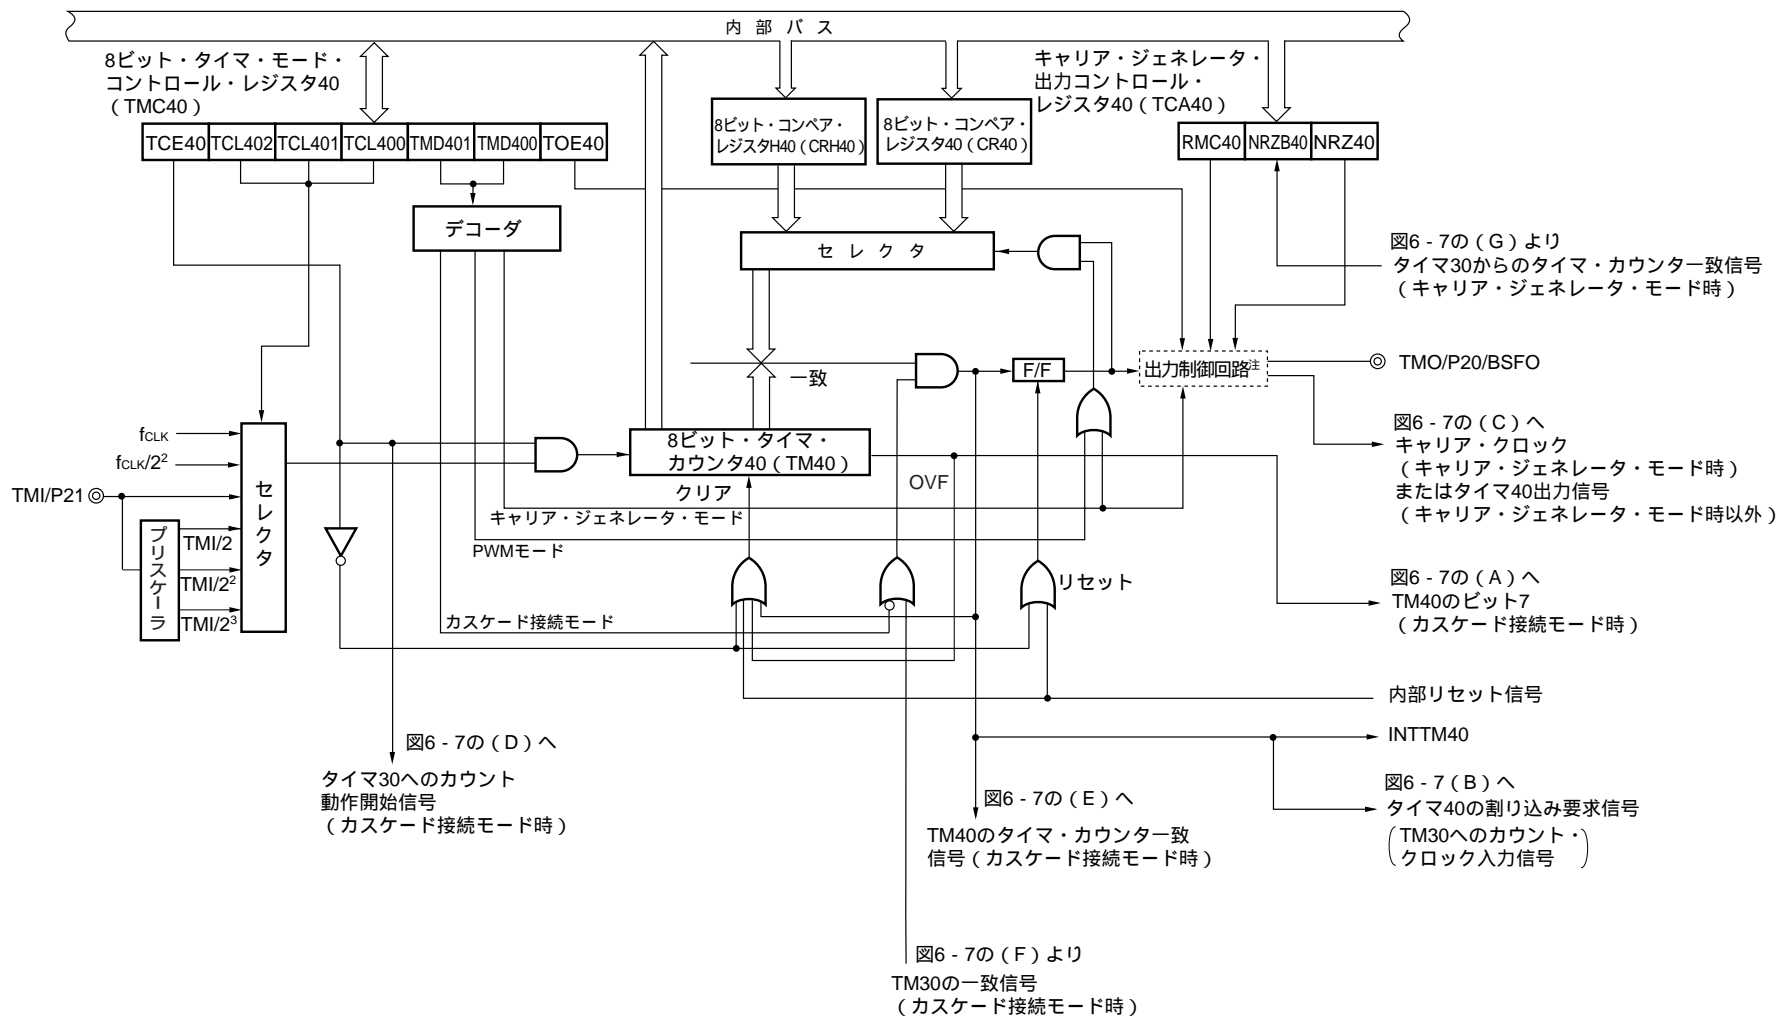 内 部 バ ス
8ビット・タイマ・モード・
コントロール・レジスタ40
（TMC40）
TCE40 TCL402 TCL401 TCL400 TMD401 TMD400 TOE40
8ビット・コンペア・
レジスタH40（CRH40）
8ビット・コンペア・
レジスタ40（CR40）
キャリア・ジェネレータ・
出力コントロール・
レジスタ40（TCA40）
RMC40 NRZB40 NRZ40
デコーダ
セ レ ク タ
図6 - 7の（G）より
タイマ30からのタイマ・カウンタ一致信号
（キャリア・ジェネレータ・モード時）
一致
F/F
出力制御回路注
TMO/P20/BSFO
図6 - 7の（C）へ
キャリア・クロック
（キャリア・ジェネレータ・モード時）
またはタイマ40出力信号
（キャリア・ジェネレータ・モード時以外）
fCLK
fCLK/2²
TMI/P21
プリスケーラ
TMI/2
TMI/2²
TMI/2³
セレクタ
8ビット・タイマ・
カウンタ40（TM40）
OVF
クリア
キャリア・ジェネレータ・モード
PWMモード
リセット
カスケード接続モード
図6 - 7の（A）へ
TM40のビット7
（カスケード接続モード時）
内部リセット信号
INTTM40
図6 - 7の（D）へ
タイマ30へのカウント
動作開始信号
（カスケード接続モード時）
図6 - 7の（E）へ
TM40のタイマ・カウンター致
信号（カスケード接続モード時）
図6 - 7（B）へ
タイマ40の割り込み要求信号
（TM30へのカウント・
クロック入力信号）
図6 - 7の（F）より
TM30の一致信号
（カスケード接続モード時）